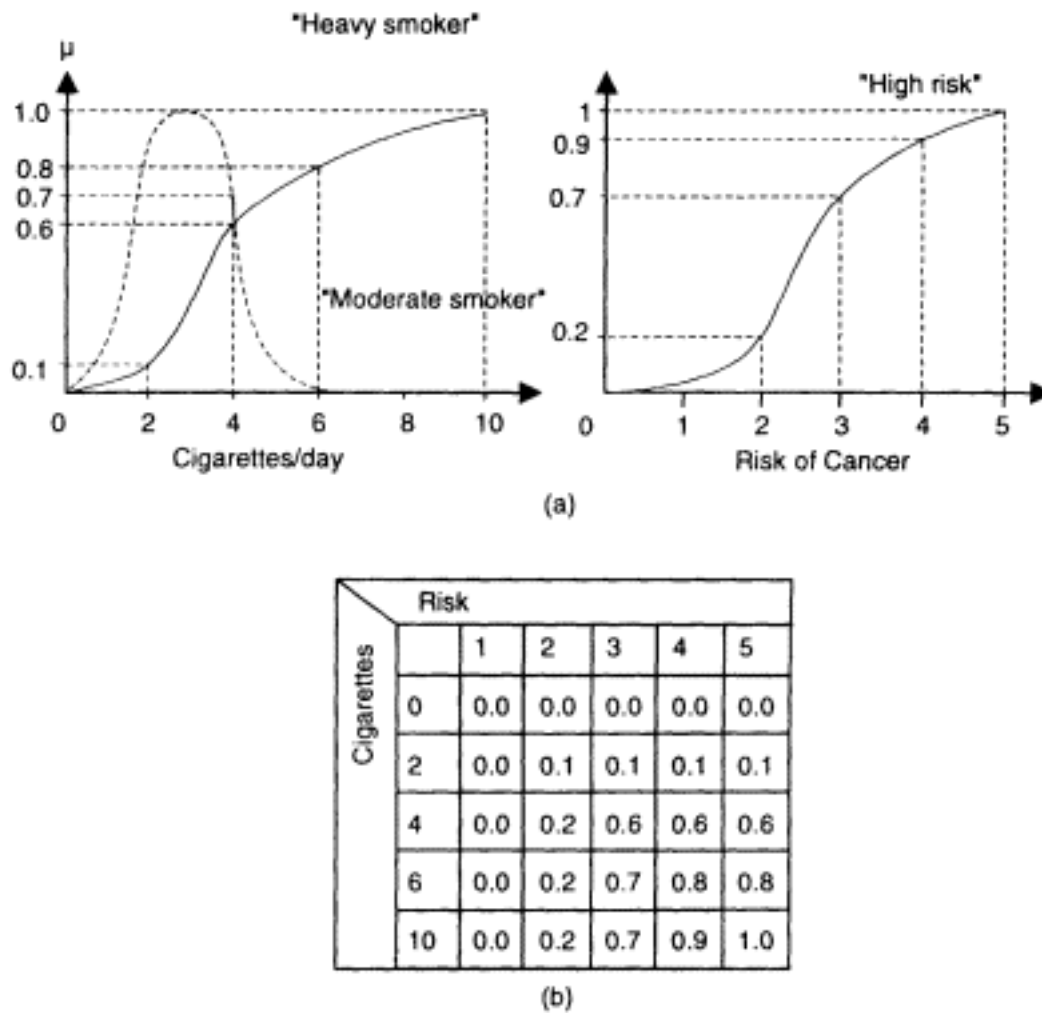 "Heavy smoker"
μ
1.0
0.8
0.7
0.6
0.1
"Moderate smoker"
0 2 4 6 8 10
Cigarettes/day
"High risk"
1
0.9
0.7
0.2
0 1 2 3 4 5
Risk of Cancer
(a)
Risk
Cigarettes
1 2 3 4 5
0 0.0 0.0 0.0 0.0 0.0
2 0.0 0.1 0.1 0.1 0.1
4 0.0 0.2 0.6 0.6 0.6
6 0.0 0.2 0.7 0.8 0.8
10 0.0 0.2 0.7 0.9 1.0
(b)